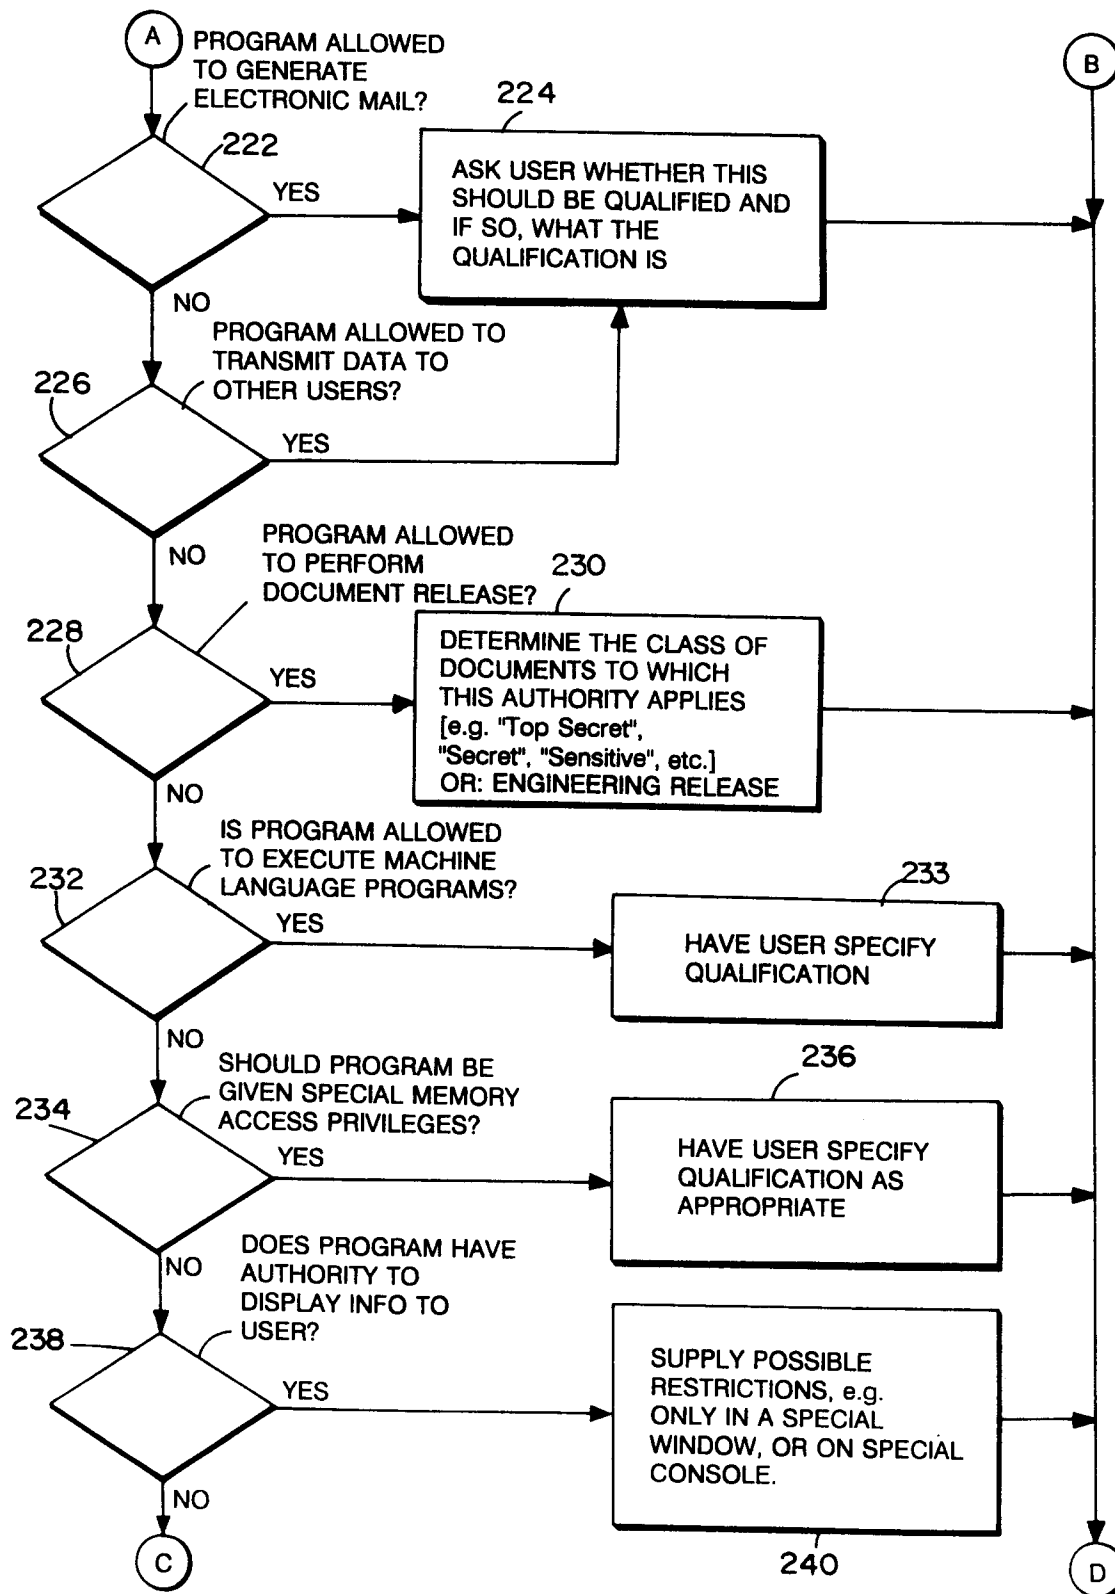 A
PROGRAM ALLOWED
TO GENERATE
ELECTRONIC MAIL?
B
222
YES
224
ASK USER WHETHER THIS
SHOULD BE QUALIFIED AND
IF SO, WHAT THE
QUALIFICATION IS
NO
PROGRAM ALLOWED TO
TRANSMIT DATA TO
OTHER USERS?
226
YES
NO
PROGRAM ALLOWED
TO PERFORM
DOCUMENT RELEASE?
228
YES
230
DETERMINE THE CLASS OF
DOCUMENTS TO WHICH
THIS AUTHORITY APPLIES
[e.g. "Top Secret",
"Secret", "Sensitive", etc.]
OR: ENGINEERING RELEASE
NO
IS PROGRAM ALLOWED
TO EXECUTE MACHINE
LANGUAGE PROGRAMS?
232
YES
233
HAVE USER SPECIFY
QUALIFICATION
NO
SHOULD PROGRAM BE
GIVEN SPECIAL MEMORY
ACCESS PRIVILEGES?
234
YES
236
HAVE USER SPECIFY
QUALIFICATION AS
APPROPRIATE
NO
DOES PROGRAM HAVE
AUTHORITY TO
DISPLAY INFO TO
USER?
238
YES
SUPPLY POSSIBLE
RESTRICTIONS, e.g.
ONLY IN A SPECIAL
WINDOW, OR ON SPECIAL
CONSOLE.
240
NO
C
D